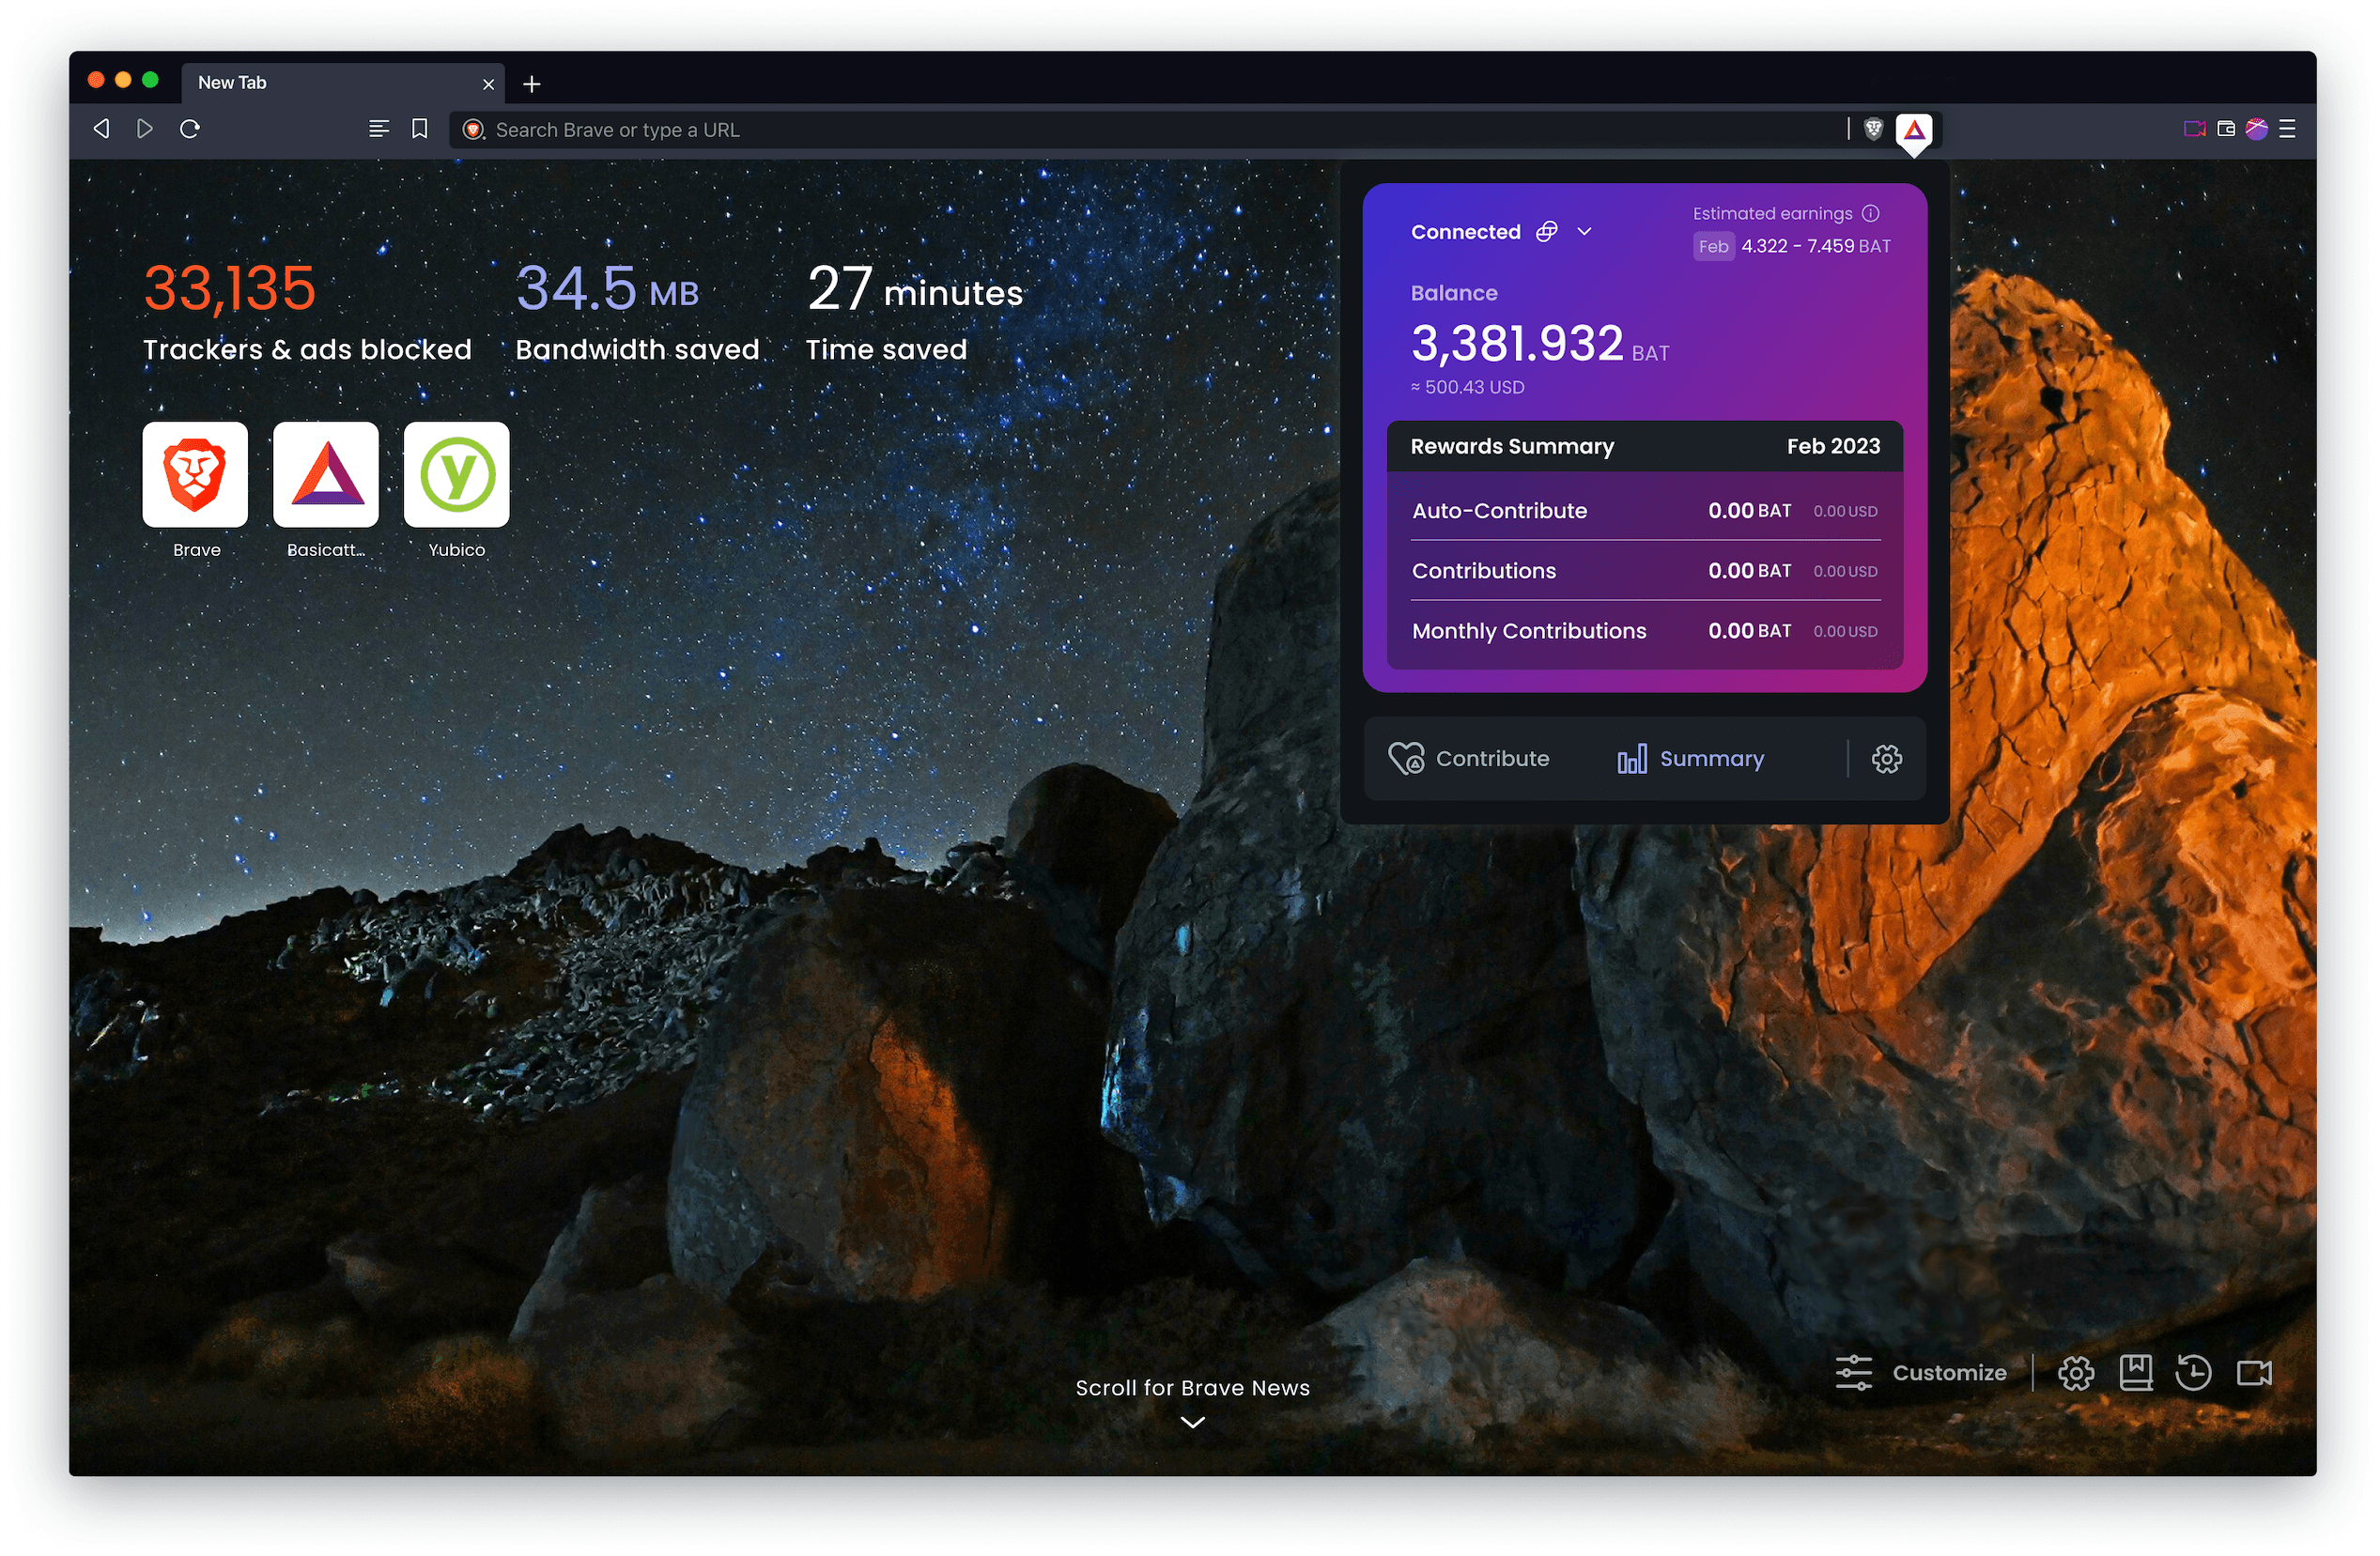 New Tab
Search Brave or type a URL
33,135
Trackers & ads blocked
34.5 MB
Bandwidth saved
27 minutes
Time saved
Brave
Basicatt...
Yubico
Connected
Estimated earnings
Feb 4.322 - 7.459 BAT
Balance
3,381.932 BAT
≈ 500.43 USD
Rewards Summary Feb 2023
Auto-Contribute 0.00 BAT 0.00 USD
Contributions 0.00 BAT 0.00 USD
Monthly Contributions 0.00 BAT 0.00 USD
Contribute Summary
Scroll for Brave News
Customize